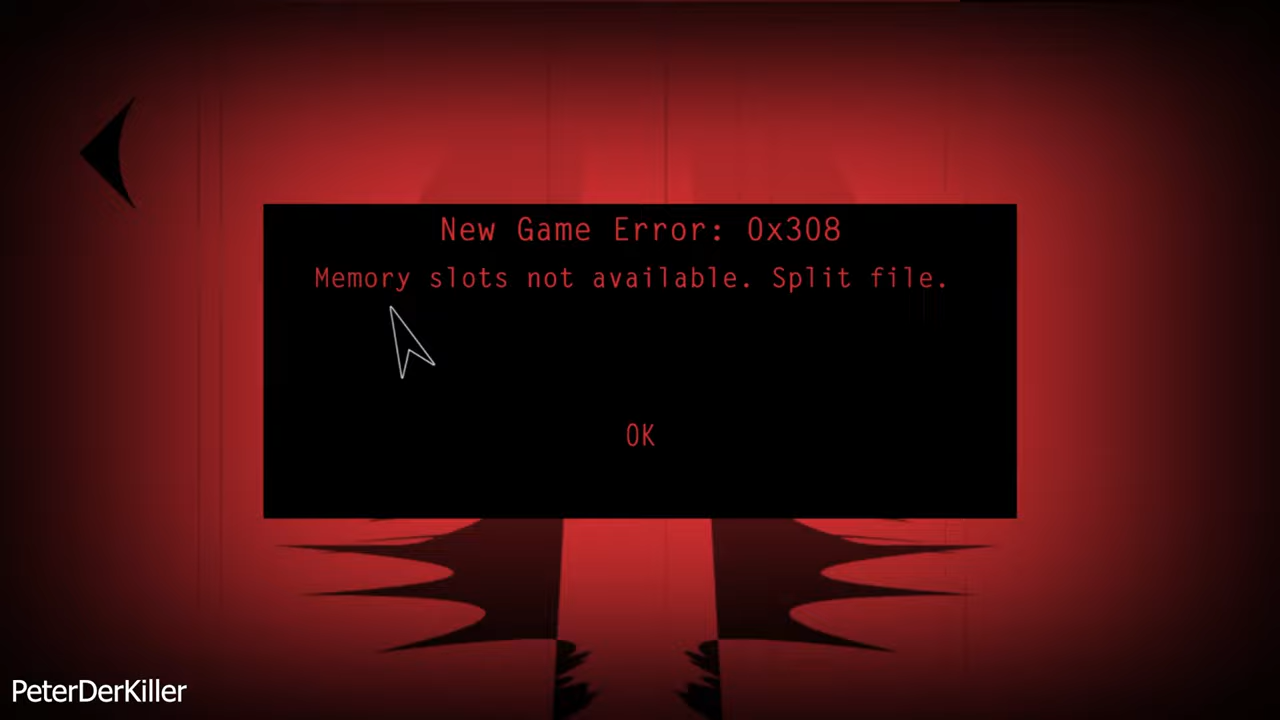 New Game Error: 0x308
Memory slots not available. Split file.
OK
PeterDerKiller